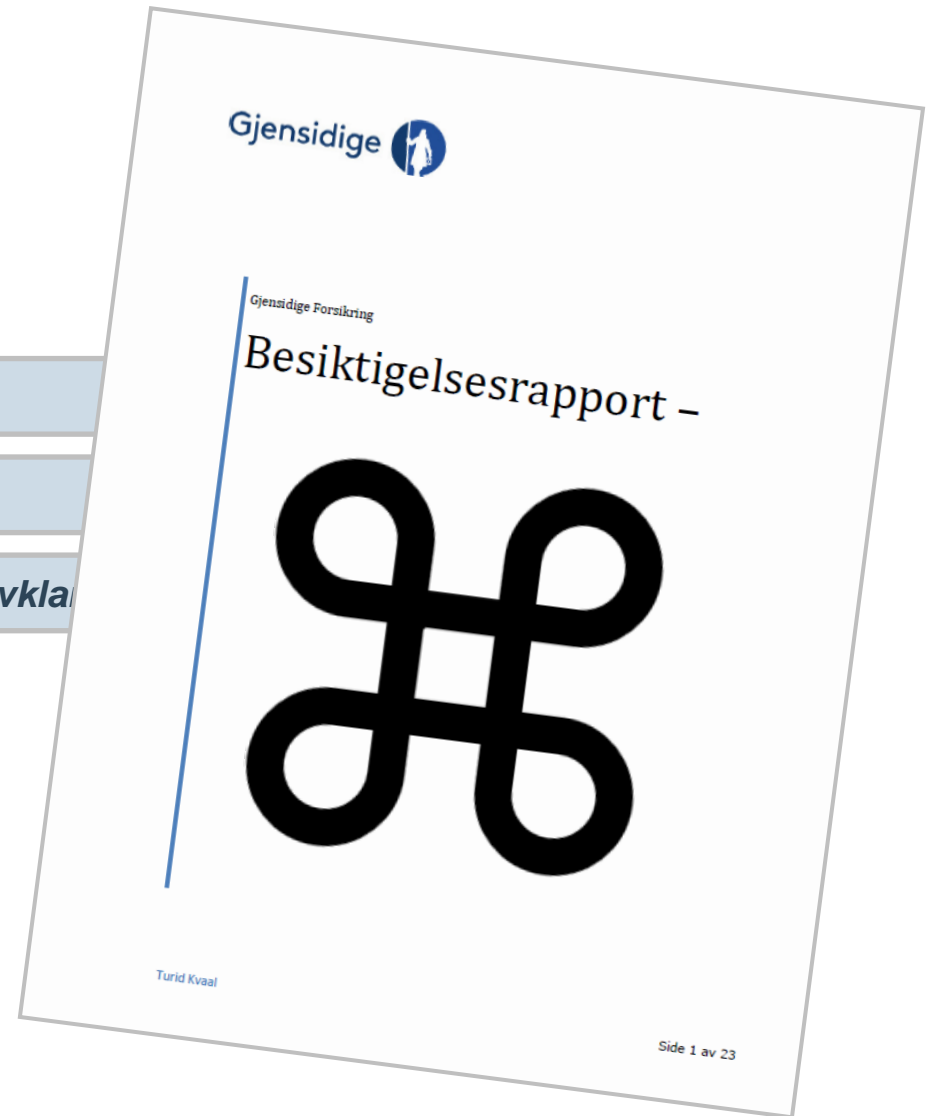 Gjensidige
Gjensidige Forsikring
Besiktigelsesrapport –
Turid Kvaal
Side 1 av 23